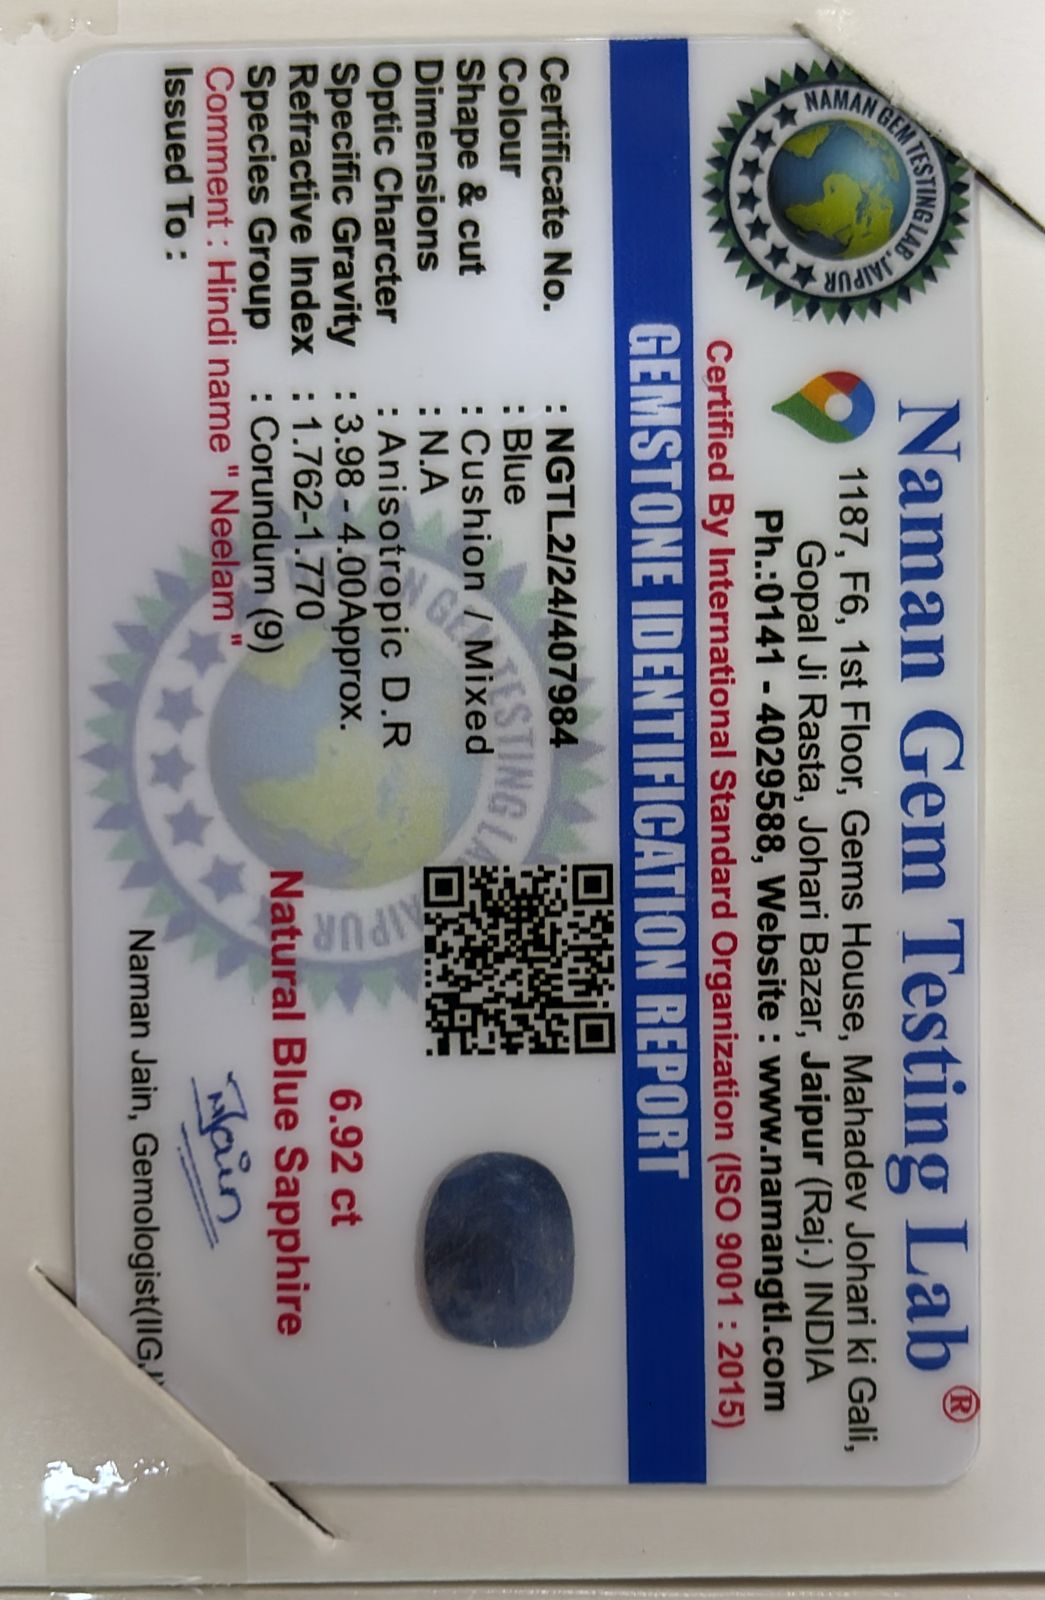 NAMAN GEM TESTING LAB, JAIPUR
Naman Gem Testing Lab ®
1187, F6, 1st Floor, Gems House, Mahadev Johari ki Gali,
Gopal Ji Rasta, Johari Bazar, Jaipur (Raj.) INDIA
Ph.:0141 - 4029588, Website : www.namangtl.com
Certified By International Standard Organization (ISO 9001 : 2015)
GEMSTONE IDENTIFICATION REPORT
Certificate No. : NGTL2/24/407984
Colour : Blue
Shape & cut : Cushion / Mixed
Dimensions : N.A
Optic Charcter : Anisotropic D.R
Specific Gravity : 3.98 - 4.00Approx.
Refractive Index : 1.762-1.770
Species Group : Corundum (9)
Comment : Hindi name " Neelam "
Issued To :
6.92 ct
Natural Blue Sapphire
NJain
Naman Jain, Gemologist(IIG,